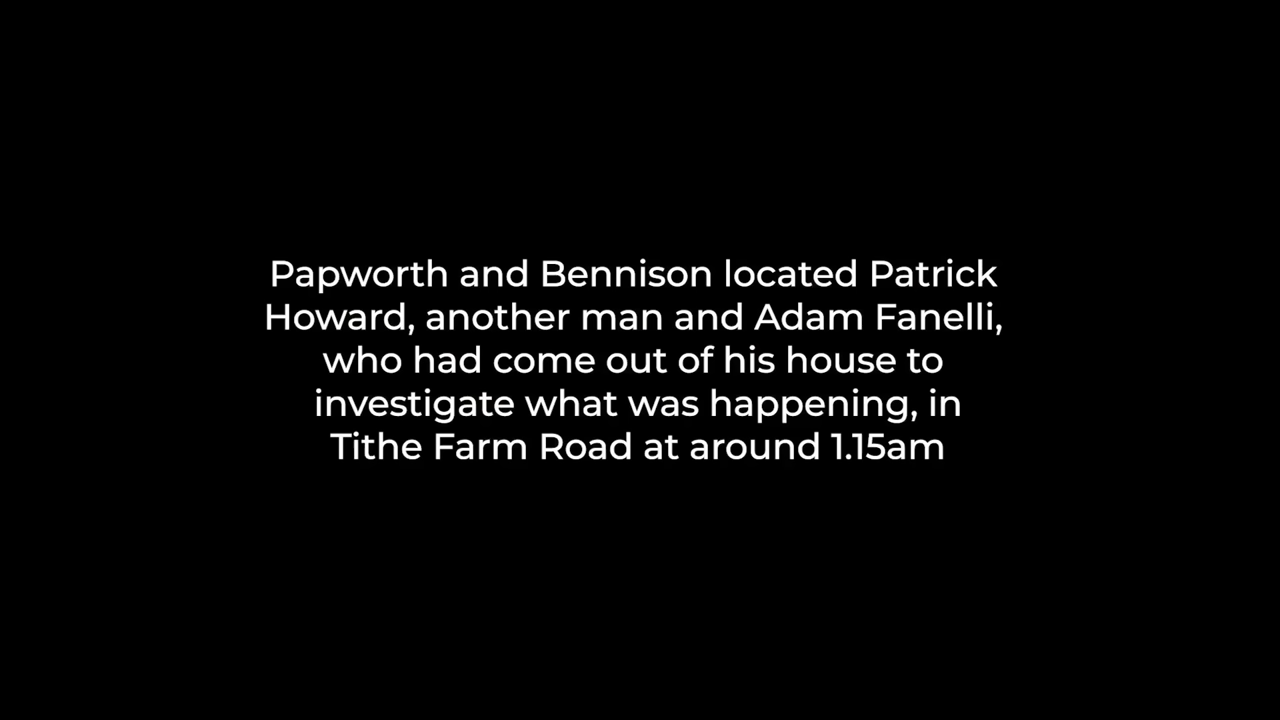 Papworth and Bennison located Patrick
Howard, another man and Adam Fanelli,
who had come out of his house to
investigate what was happening, in
Tithe Farm Road at around 1.15am